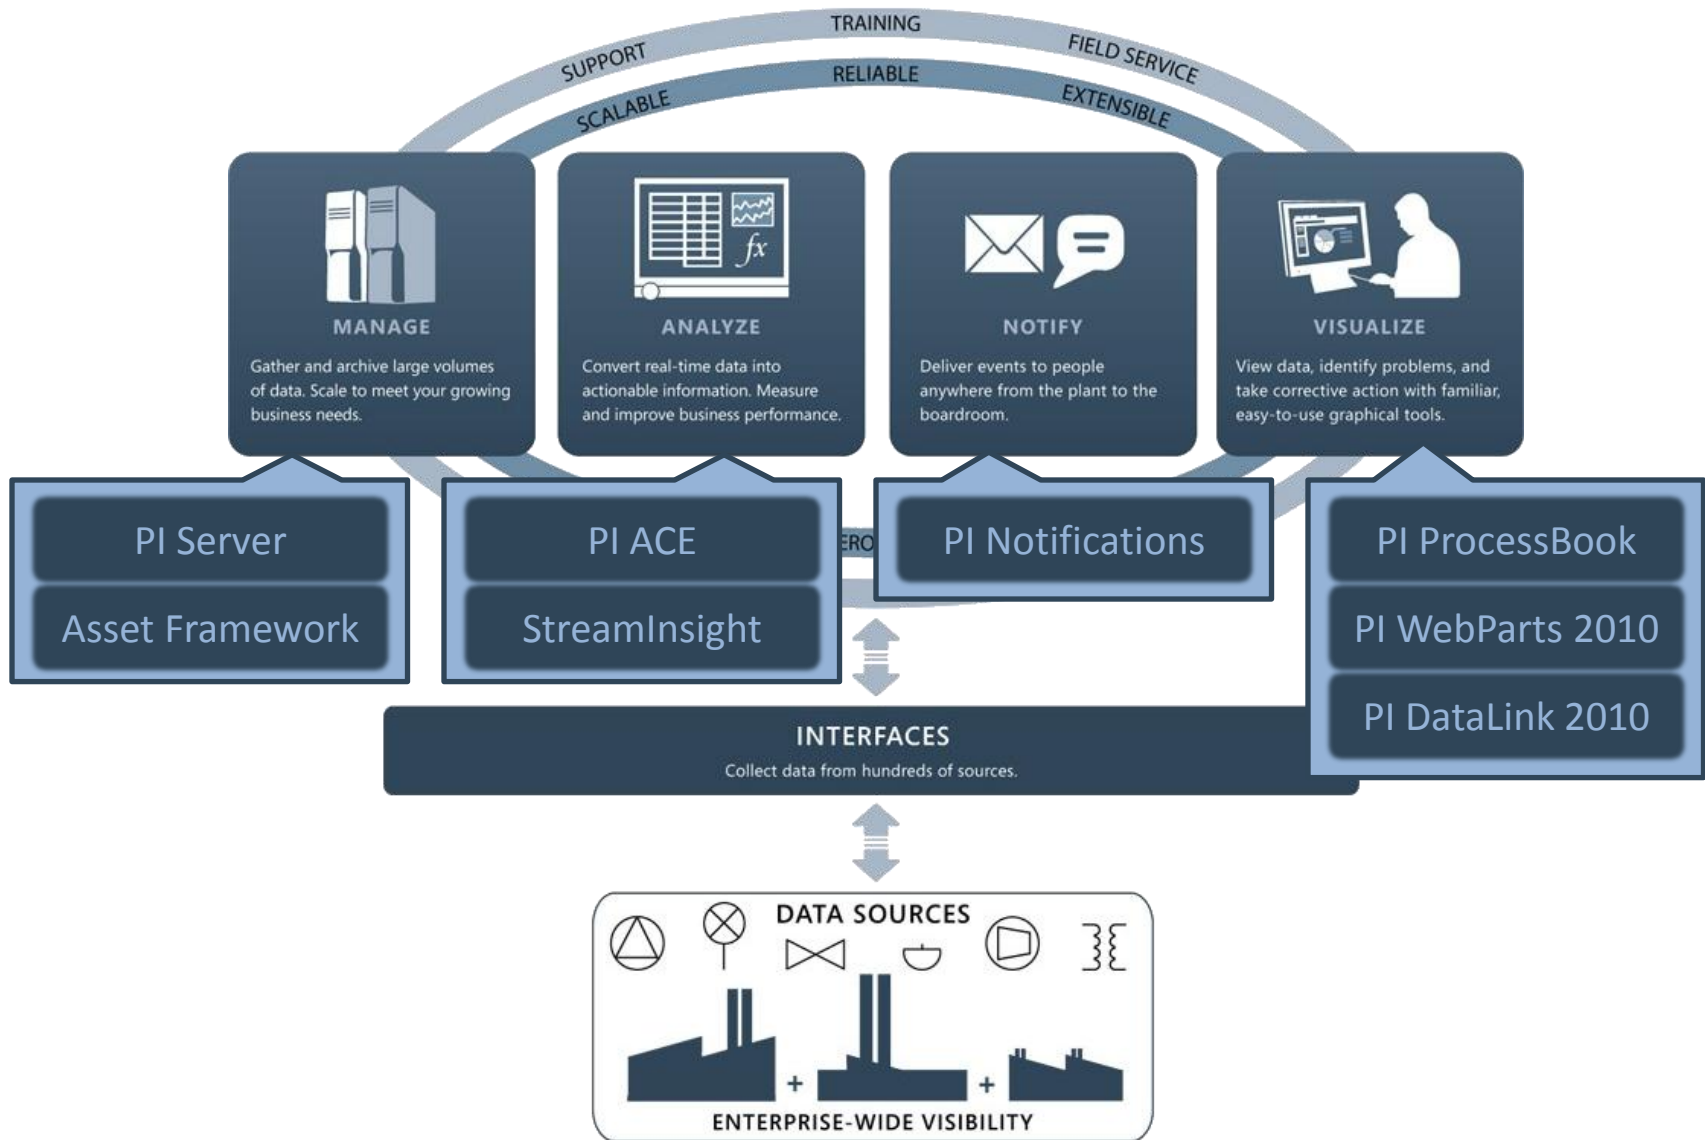 TRAINING
SUPPORT
FIELD SERVICE
RELIABLE
SCALABLE
EXTENSIBLE
fx
MANAGE
Gather and archive large volumes
of data. Scale to meet your growing
business needs.
ANALYZE
Convert real-time data into
actionable information. Measure
and improve business performance.
NOTIFY
Deliver events to people
anywhere from the plant to the
boardroom.
VISUALIZE
View data, identify problems, and
take corrective action with familiar,
easy-to-use graphical tools.
PI Server
Asset Framework
PI ACE
StreamInsight
PI Notifications
PI ProcessBook
PI WebParts 2010
PI DataLink 2010
INTERFACES
Collect data from hundreds of sources.
DATA SOURCES
+
+
ENTERPRISE-WIDE VISIBILITY